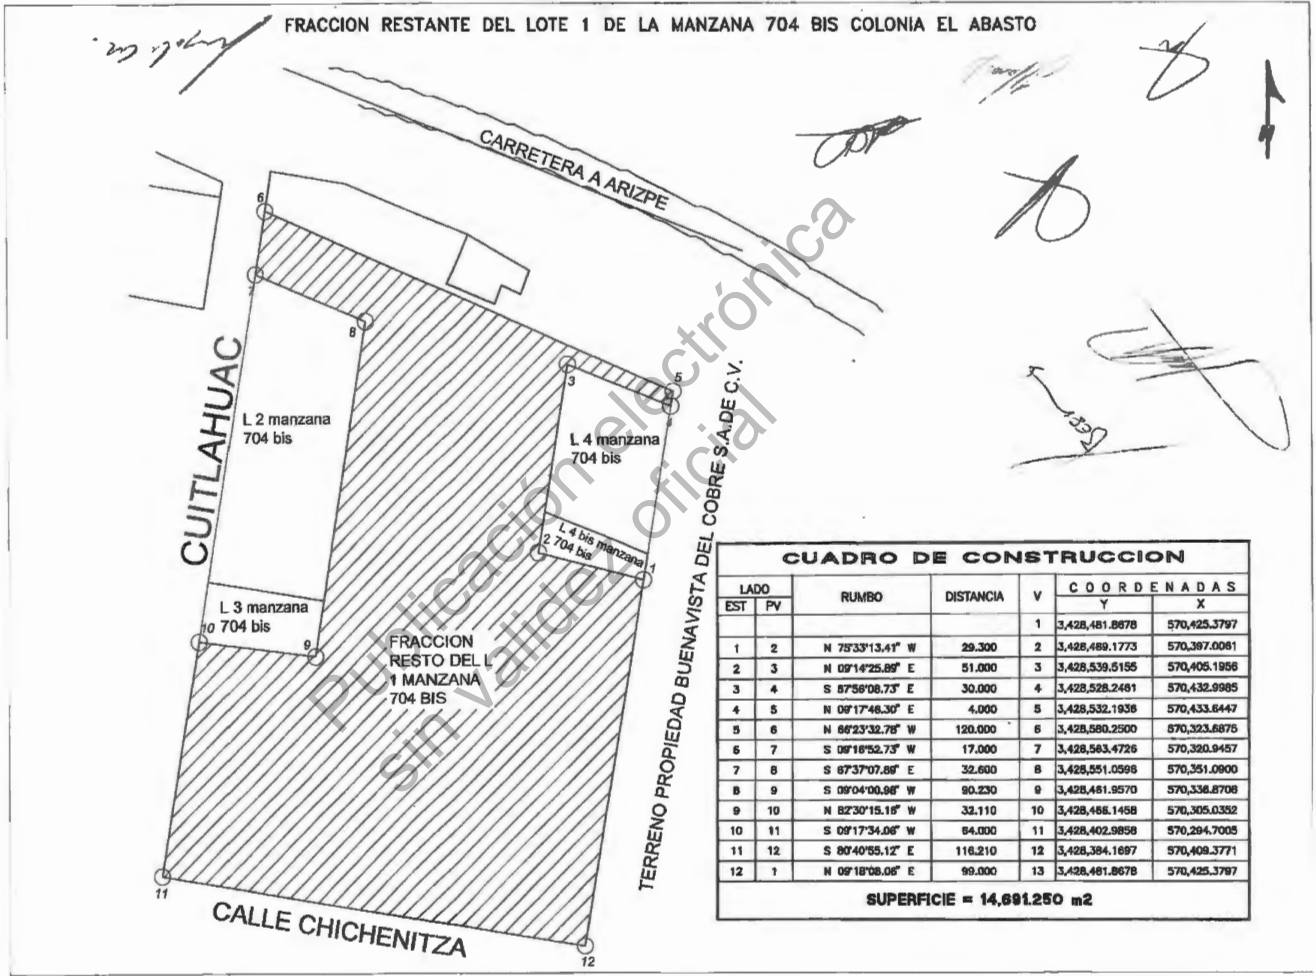 FRACCION RESTANTE DEL LOTE 1 DE LA MANZANA 704 BIS COLONIA EL ABASTO
CARRETERA A ARIZPE
6
7
8
3
5
4
CUITLAHUAC
L 2 manzana
704 bis
L 4 manzana
704 bis
L 4 bis manzana
2 704 bis
1
L 3 manzana
704 bis
10
9
FRACCION
RESTO DEL L
1 MANZANA
704 BIS
TERRENO PROPIEDAD BUENAVISTA DEL COBRE S.A.DE C.V.
11
CALLE CHICHENITZA
12
Publicación electrónica
sin validez oficial
CUADRO DE CONSTRUCCION
LADO RUMBO DISTANCIA V COORDENADAS
EST PV Y X
1 3,428,481.8678 570,425.3797
1 2 N 75°33'13.41" W 29.300 2 3,428,489.1773 570,397.0061
2 3 N 09°14'25.89" E 51.000 3 3,428,539.5155 570,405.1956
3 4 S 67°56'08.73" E 30.000 4 3,428,528.2461 570,432.9985
4 5 N 09°17'48.30" E 4.000 5 3,428,532.1936 570,433.6447
5 6 N 66°23'32.78" W 120.000 6 3,428,580.2500 570,323.6875
6 7 S 09°16'52.73" W 17.000 7 3,428,563.4726 570,320.9457
7 8 S 67°37'07.89" E 32.600 8 3,428,551.0596 570,351.0900
8 9 S 09°04'00.98" W 90.230 9 3,428,461.9570 570,336.8708
9 10 N 82°30'15.16" W 32.110 10 3,428,466.1458 570,305.0352
10 11 S 09°17'34.06" W 64.000 11 3,428,402.9858 570,294.7005
11 12 S 80°40'55.12" E 116.210 12 3,428,384.1697 570,409.3771
12 1 N 09°18'08.06" E 99.000 13 3,428,481.8678 570,425.3797
SUPERFICIE = 14,691.250 m2